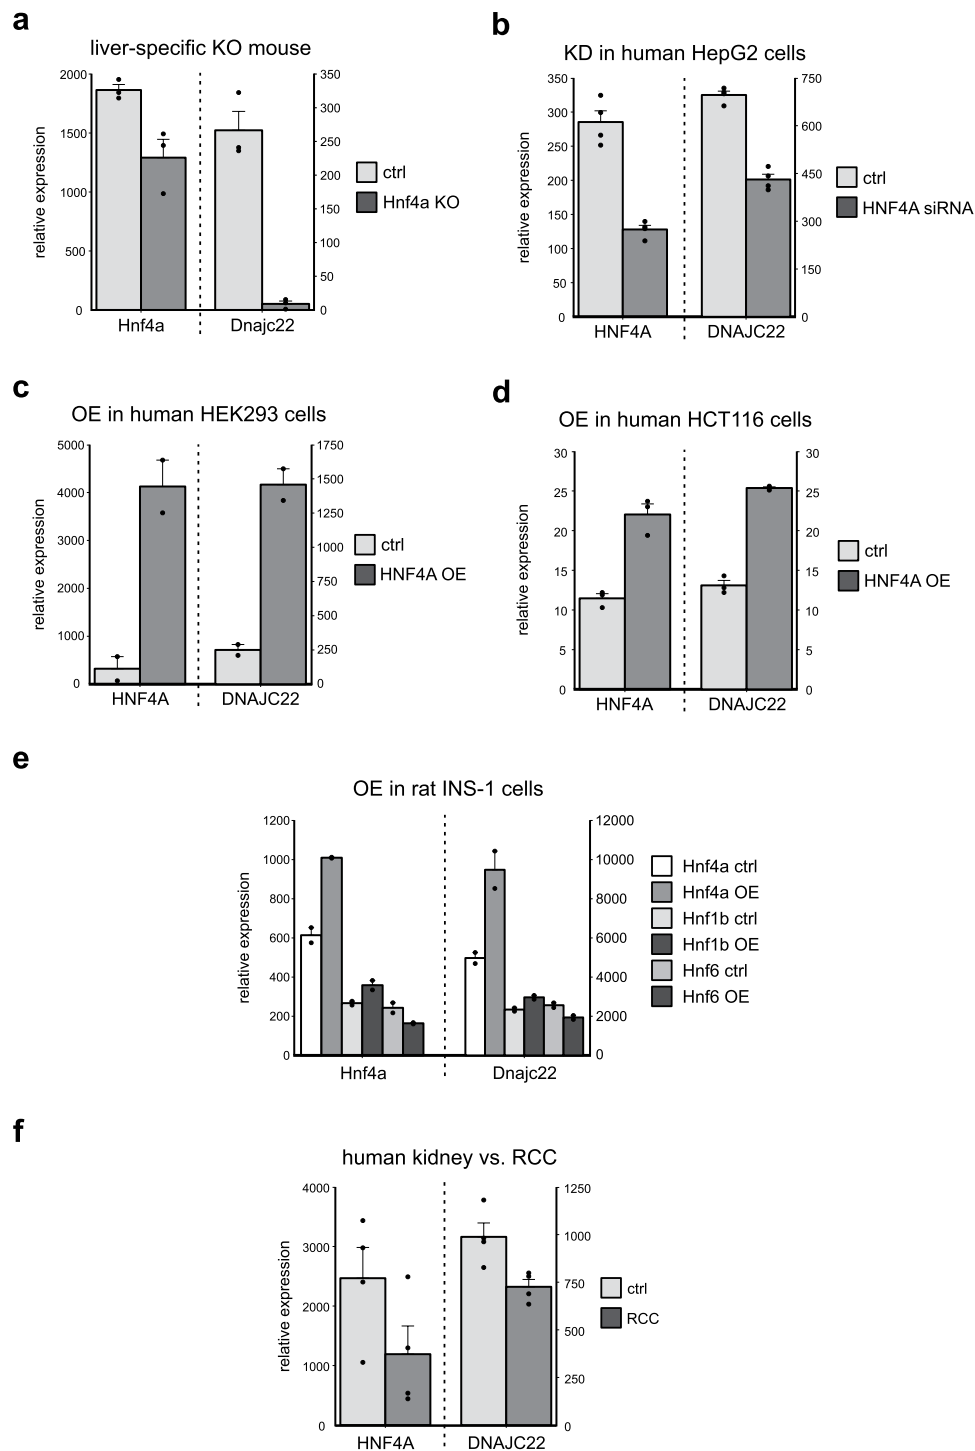 a
liver-specific KO mouse
relative expression
2000
1500
1000
500
0
350
300
250
200
150
100
50
0
Hnf4a
Dnajc22
ctrl
Hnf4a KO
b
KD in human HepG2 cells
relative expression
350
300
250
200
150
100
50
0
750
600
450
300
150
0
HNF4A
DNAJC22
ctrl
HNF4A siRNA
c
OE in human HEK293 cells
relative expression
5000
4000
3000
2000
1000
0
1750
1500
1250
1000
750
500
250
0
HNF4A
DNAJC22
ctrl
HNF4A OE
d
OE in human HCT116 cells
relative expression
30
25
20
15
10
5
0
30
25
20
15
10
5
0
HNF4A
DNAJC22
ctrl
HNF4A OE
e
OE in rat INS-1 cells
relative expression
1200
1000
800
600
400
200
0
12000
10000
8000
6000
4000
2000
0
Hnf4a
Dnajc22
Hnf4a ctrl
Hnf4a OE
Hnf1b ctrl
Hnf1b OE
Hnf6 ctrl
Hnf6 OE
f
human kidney vs. RCC
relative expression
4000
3000
2000
1000
0
1250
1000
750
500
250
0
HNF4A
DNAJC22
ctrl
RCC